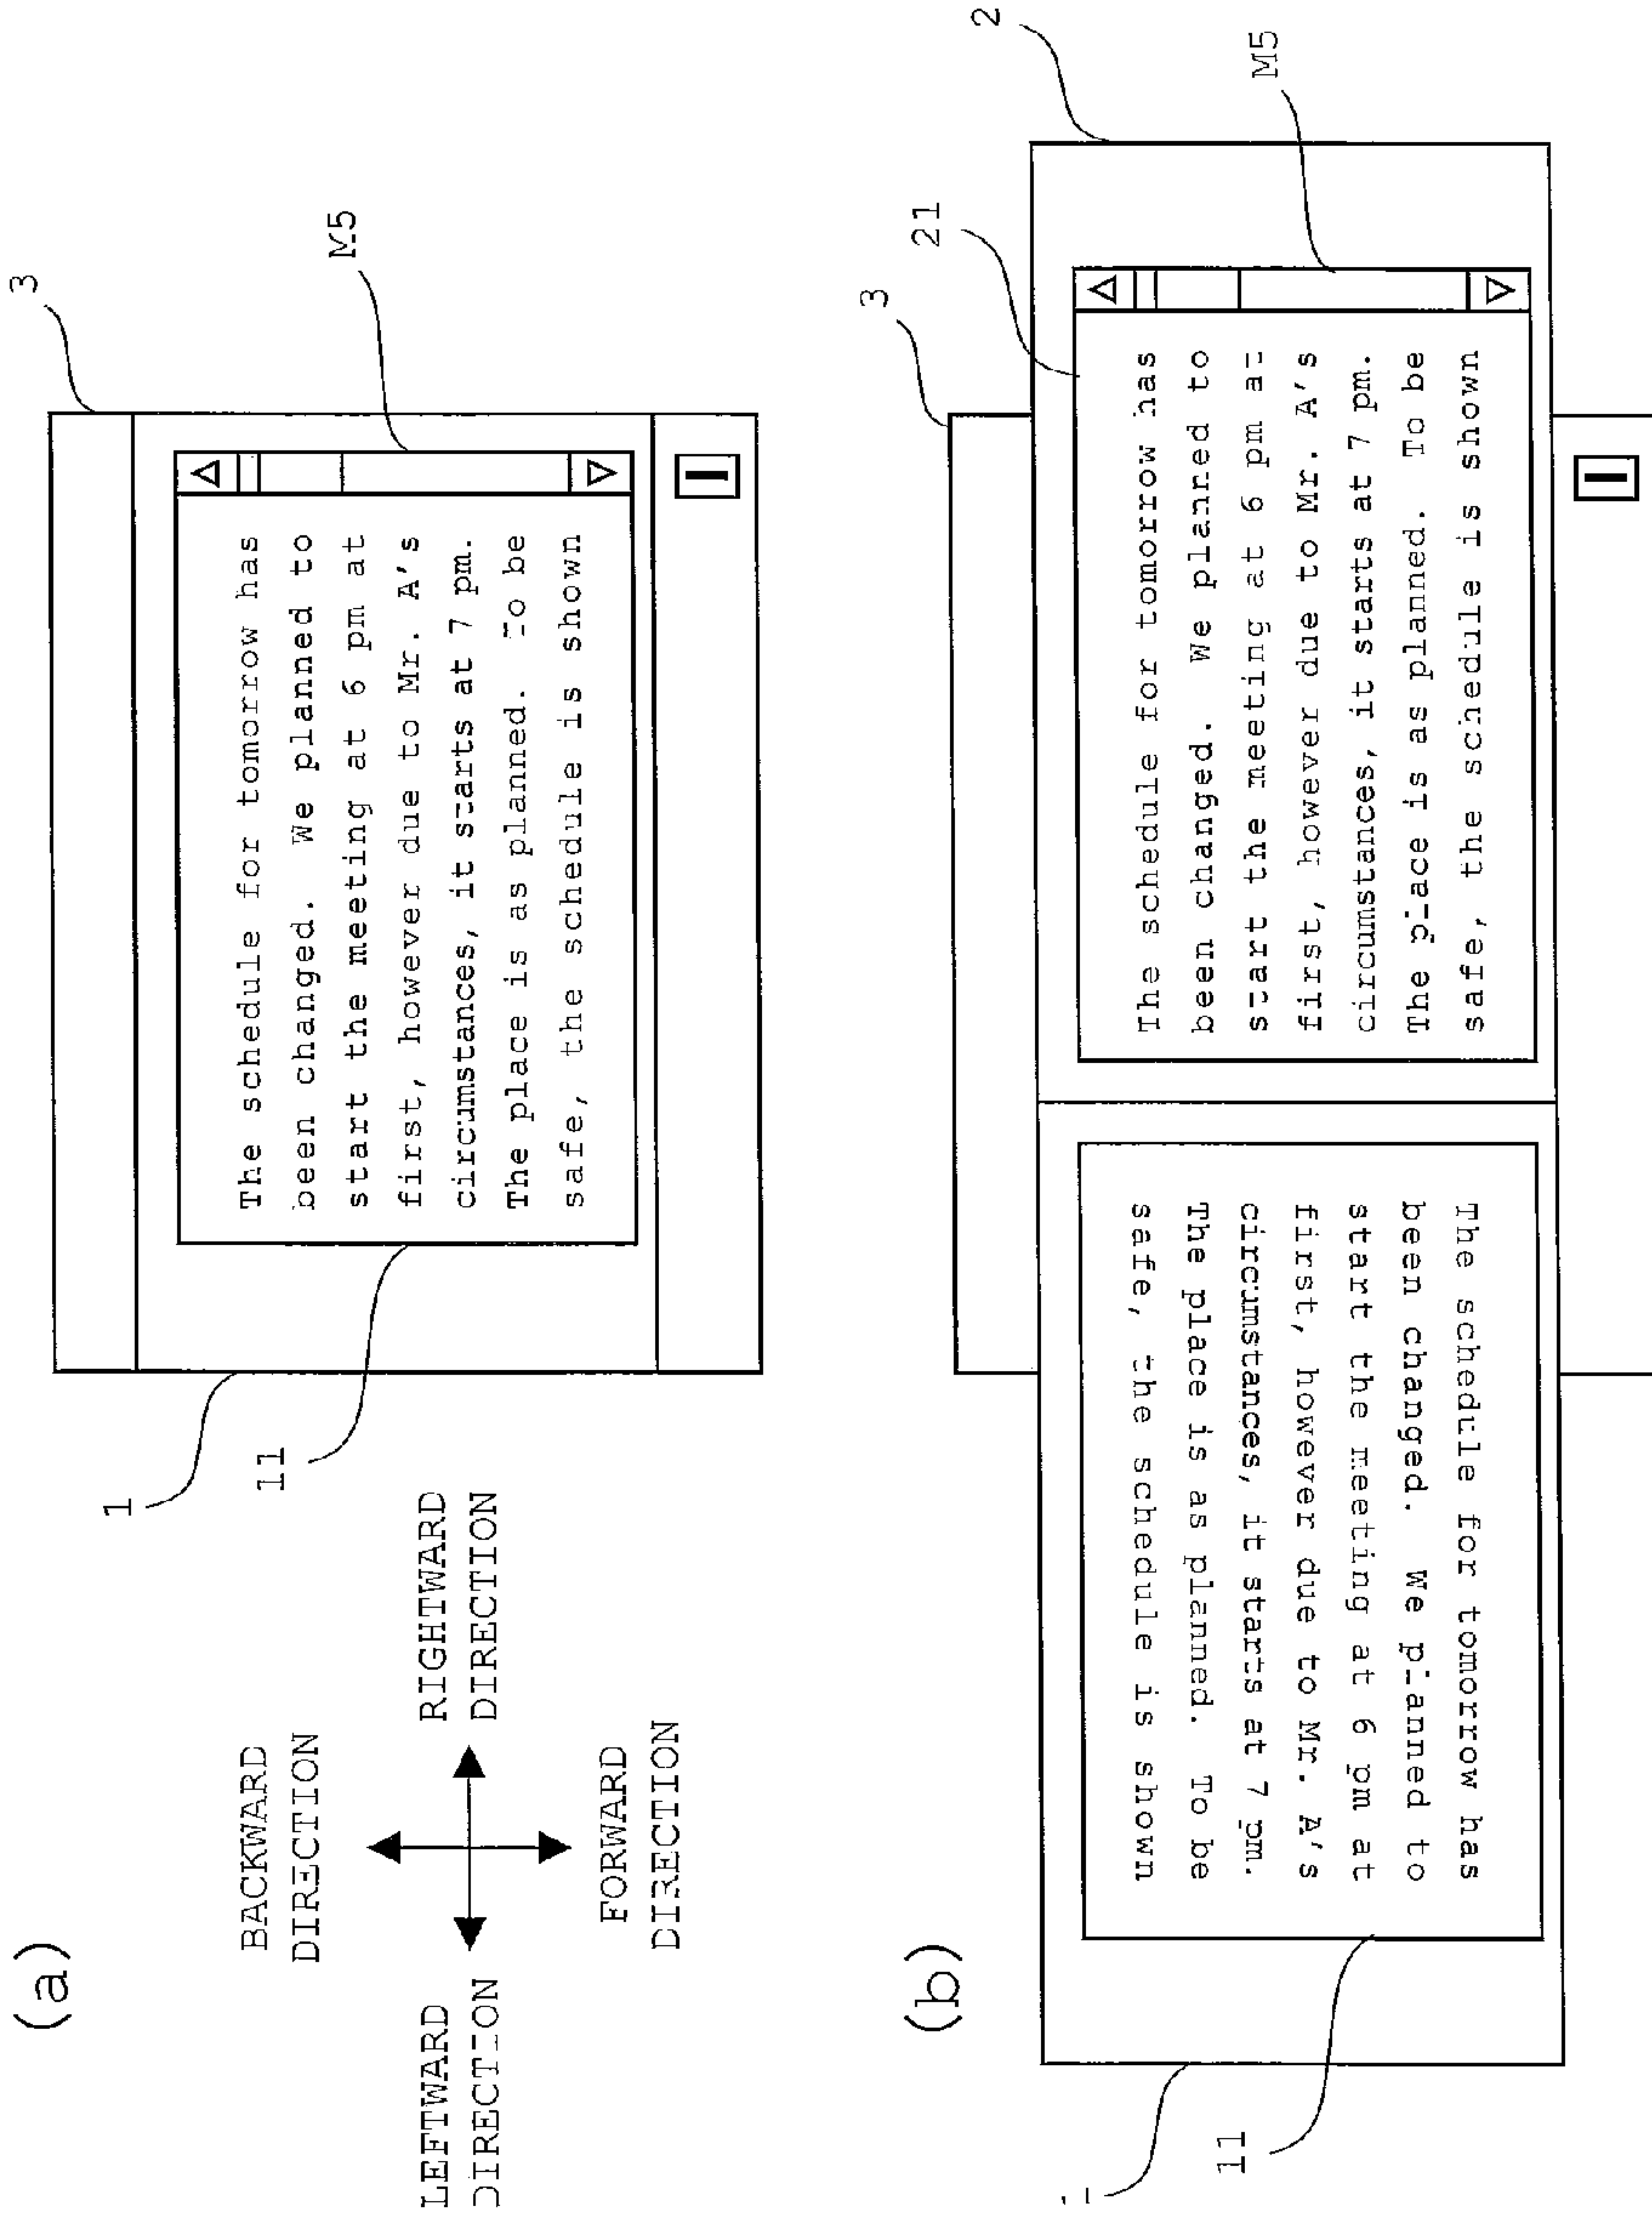 (a)
BACKWARD
DIRECTION
LEFTWARD
DIRECTION
RIGHTWARD
DIRECTION
FORWARD
DIRECTION
1
11
3
M5
The schedule for tomorrow has
been changed. We planned to
start the meeting at 6 pm at
first, however due to Mr. A's
circumstances, it starts at 7 pm.
The place is as planned. To be
safe, the schedule is shown
(b)
1
11
3
21
2
M5
The schedule for tomorrow has
been changed. We planned to
start the meeting at 6 pm at
first, however due to Mr. A's
circumstances, it starts at 7 pm.
The place is as planned. To be
safe, the schedule is shown
The schedule for tomorrow has
been changed. We planned to
start the meeting at 6 pm at
first, however due to Mr. A's
circumstances, it starts at 7 pm.
The place is as planned. To be
safe, the schedule is shown